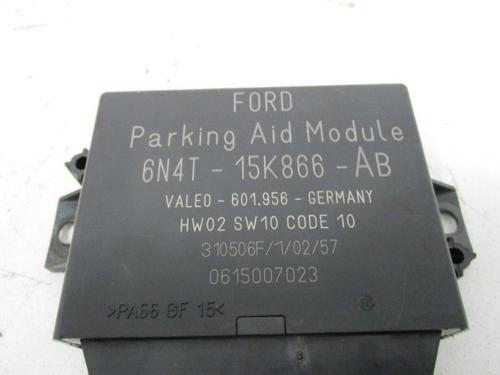 FORD
Parking Aid Module
6N4T - 15K866 - AB
VALEO - 601.956 - GERMANY
HW02 SW10 CODE 10
310506F/1/02/57
0615007023
>PA66 GF 15<